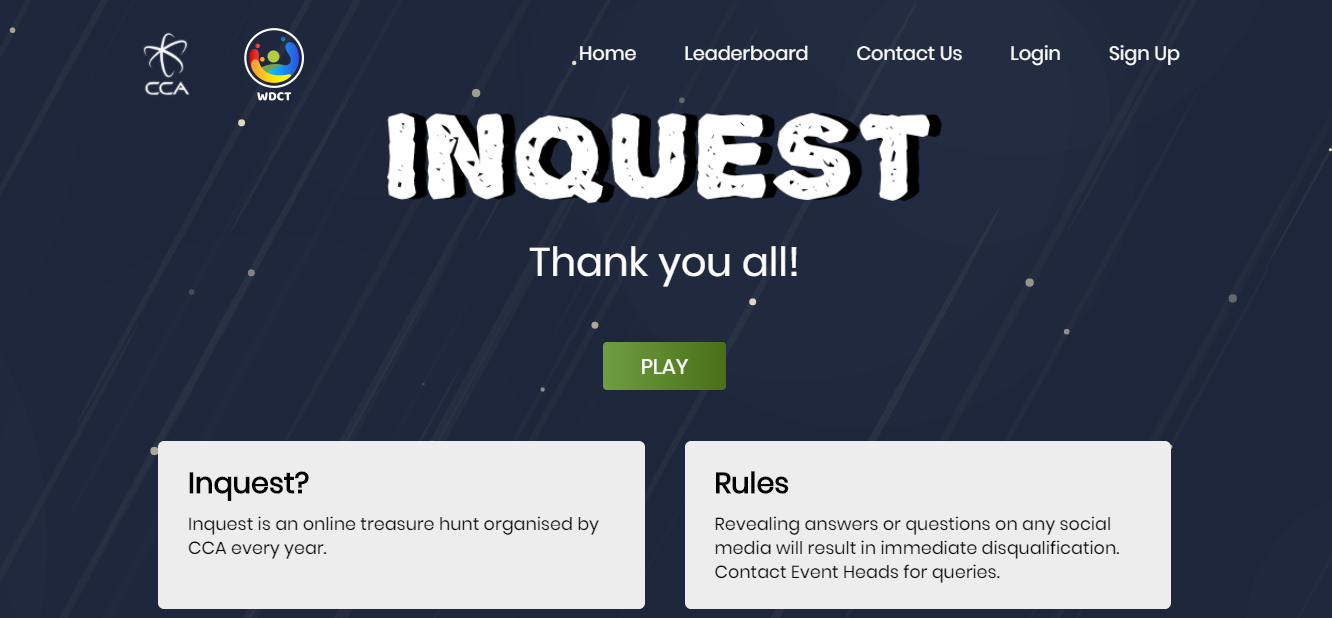 Home Leaderboard Contact Us Login Sign Up
CCA
WDCT
INQUEST
Thank you all!
PLAY
Inquest?
Inquest is an online treasure hunt organised by
CCA every year.
Rules
Revealing answers or questions on any social
media will result in immediate disqualification.
Contact Event Heads for queries.